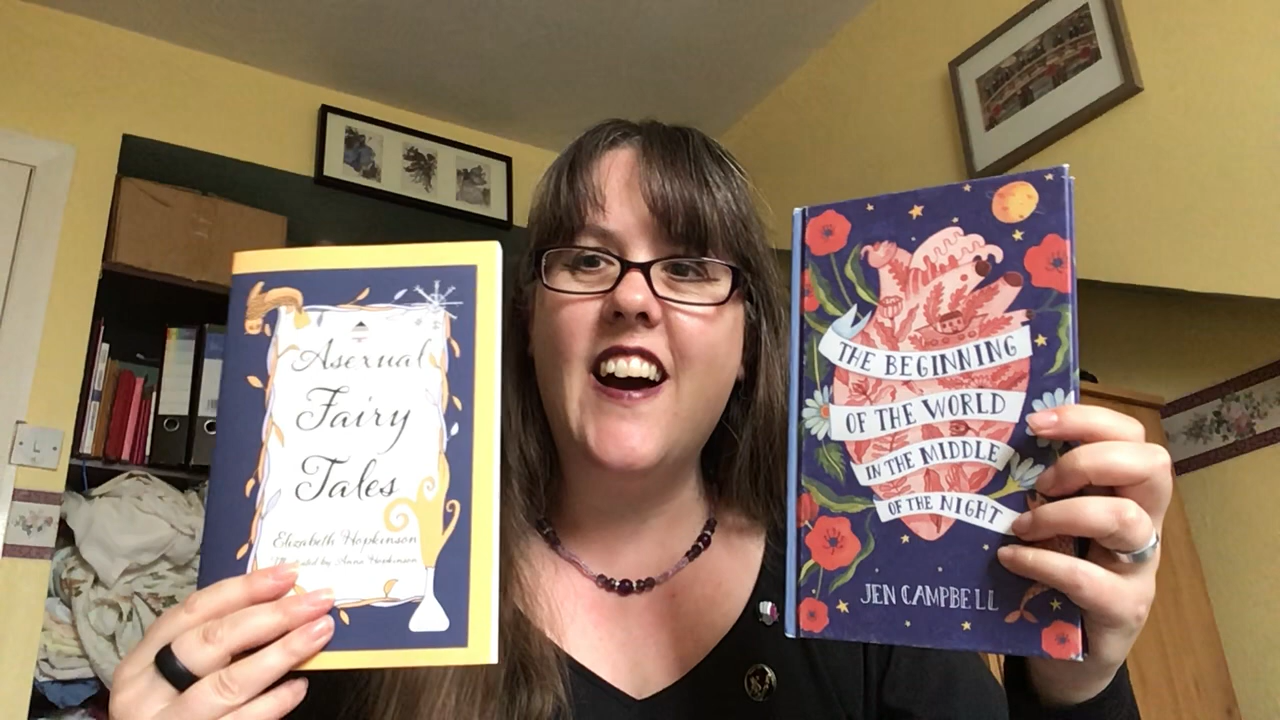 Asexual
Fairy
Tales
Elizabeth Hopkinson
Illustrated by Anna Hopkinson
THE BEGINNING
OF THE WORLD
IN THE MIDDLE
OF THE NIGHT
JEN CAMPBELL